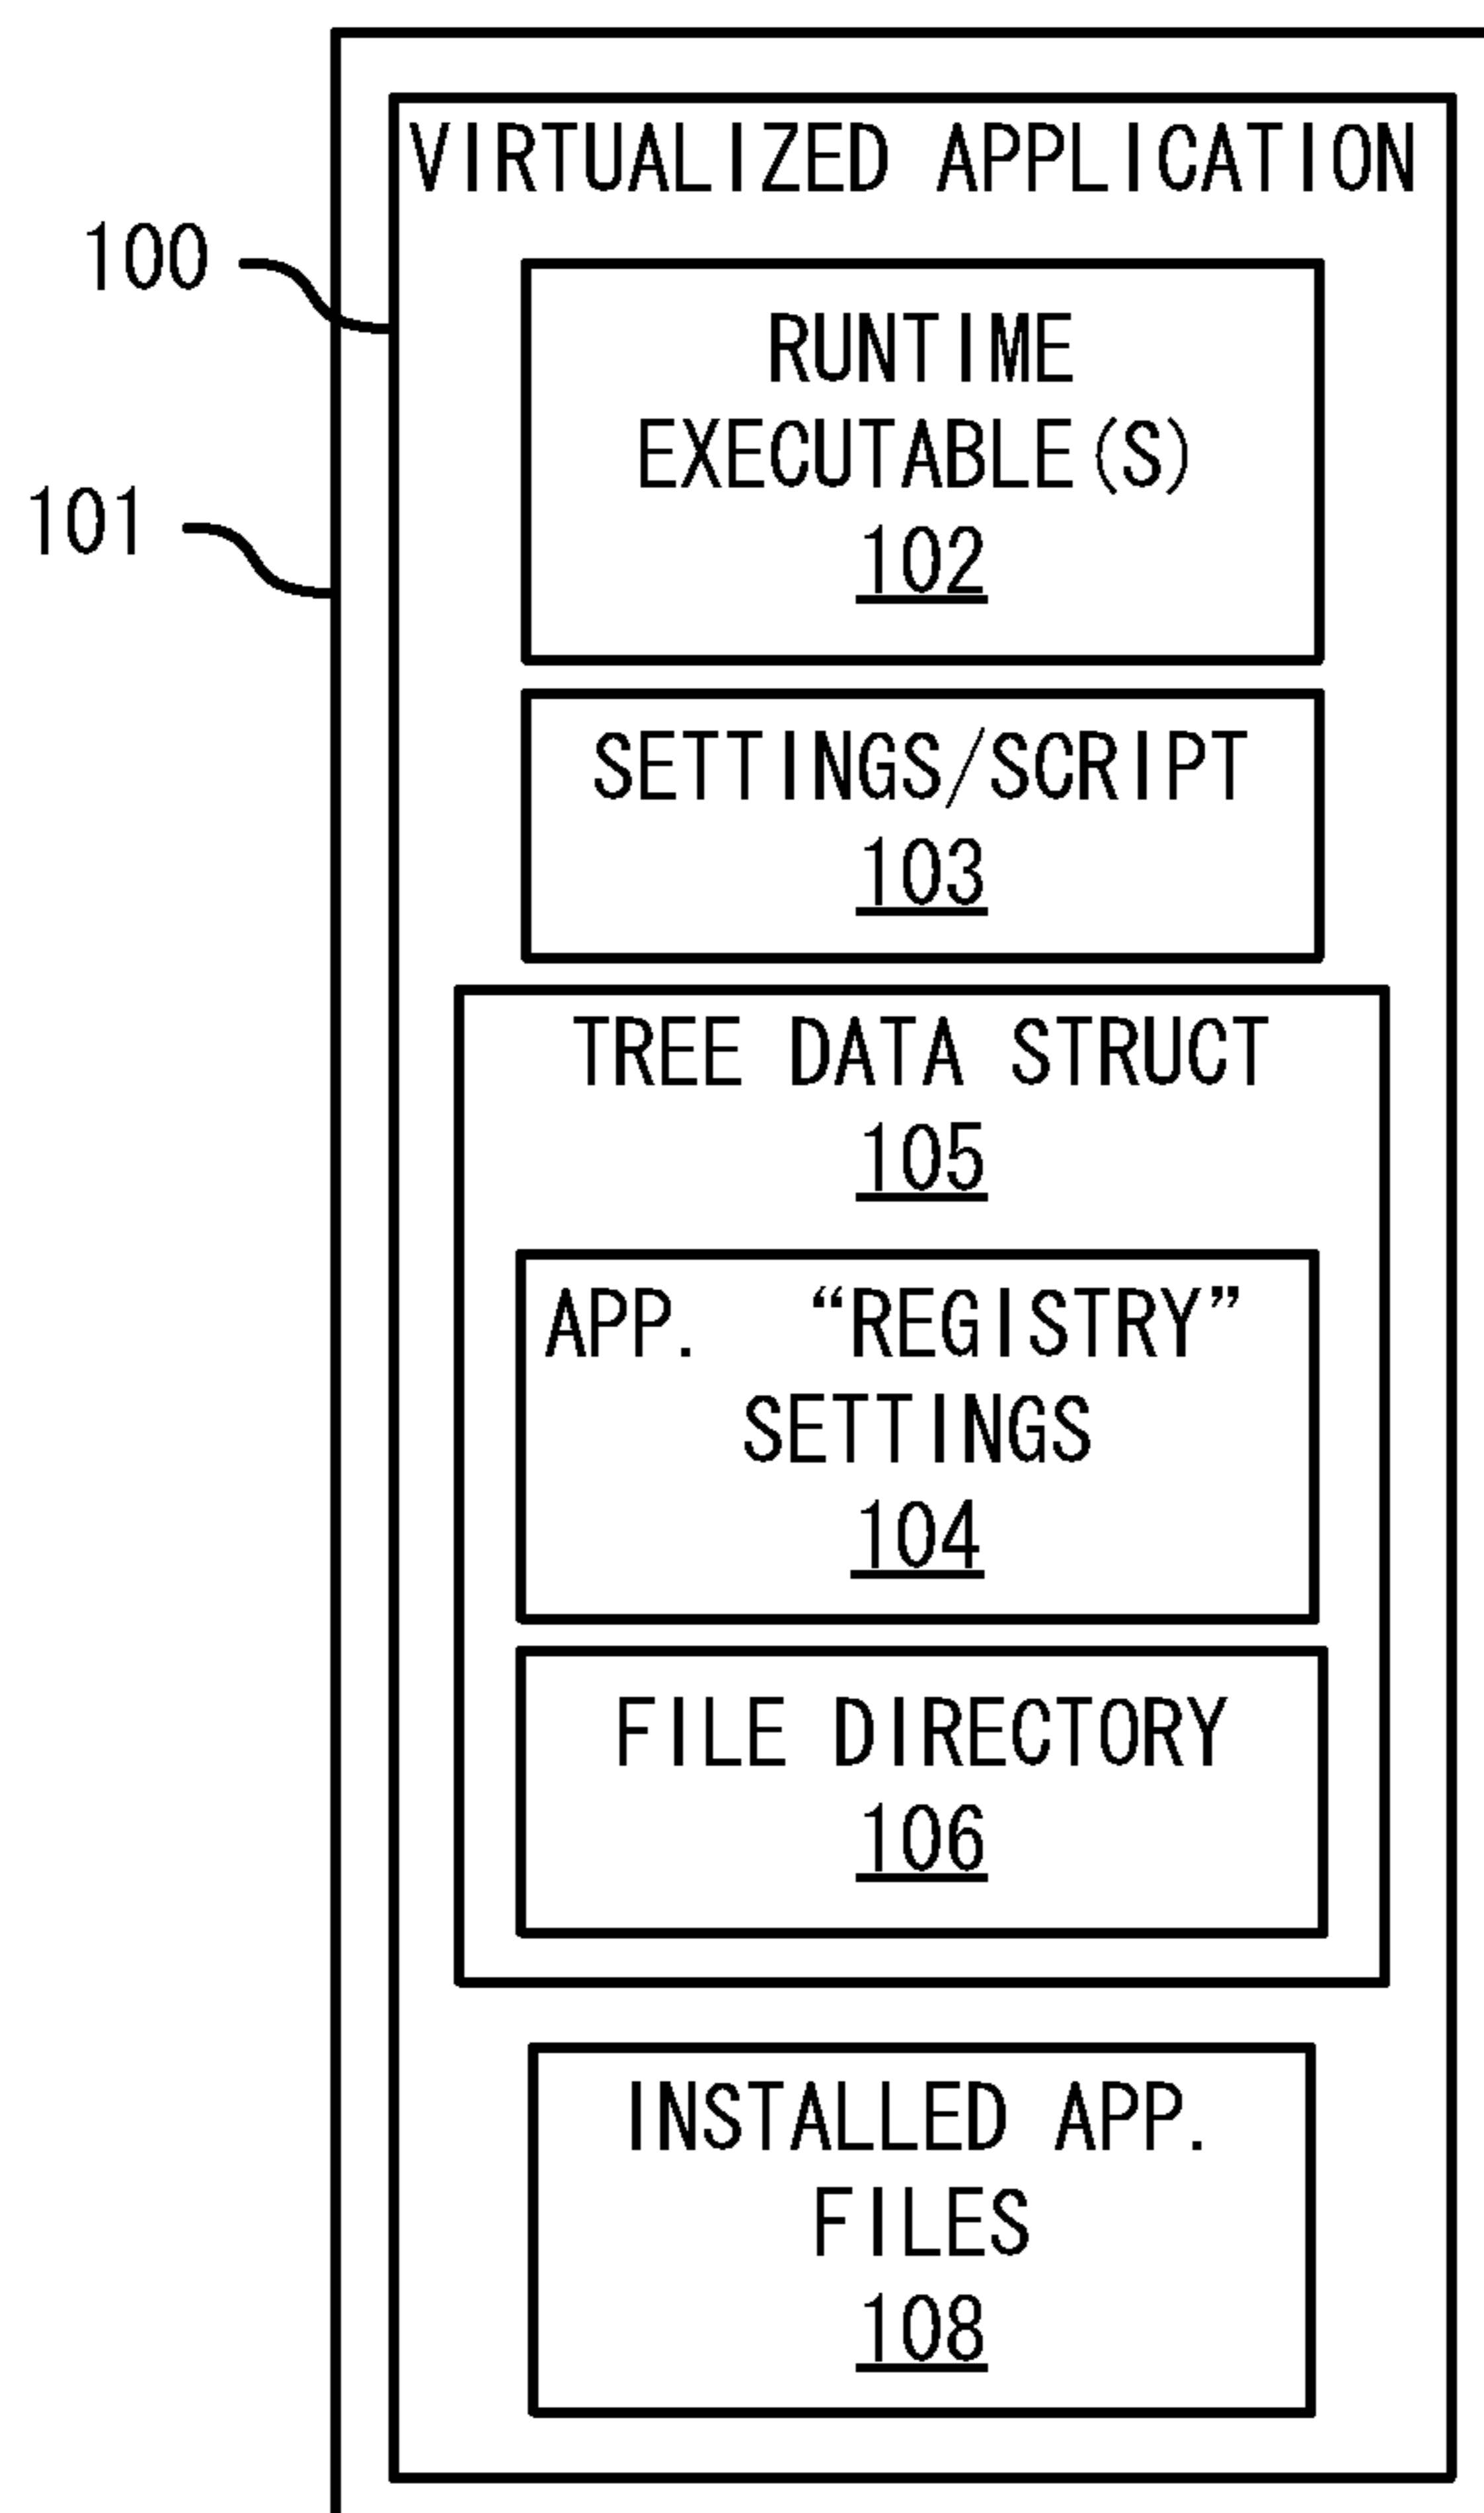 VIRTUALIZED APPLICATION
100
RUNTIME
EXECUTABLE(S)
102
101
SETTINGS/SCRIPT
103
TREE DATA STRUCT
105
APP. “REGISTRY”
SETTINGS
104
FILE DIRECTORY
106
INSTALLED APP.
FILES
108